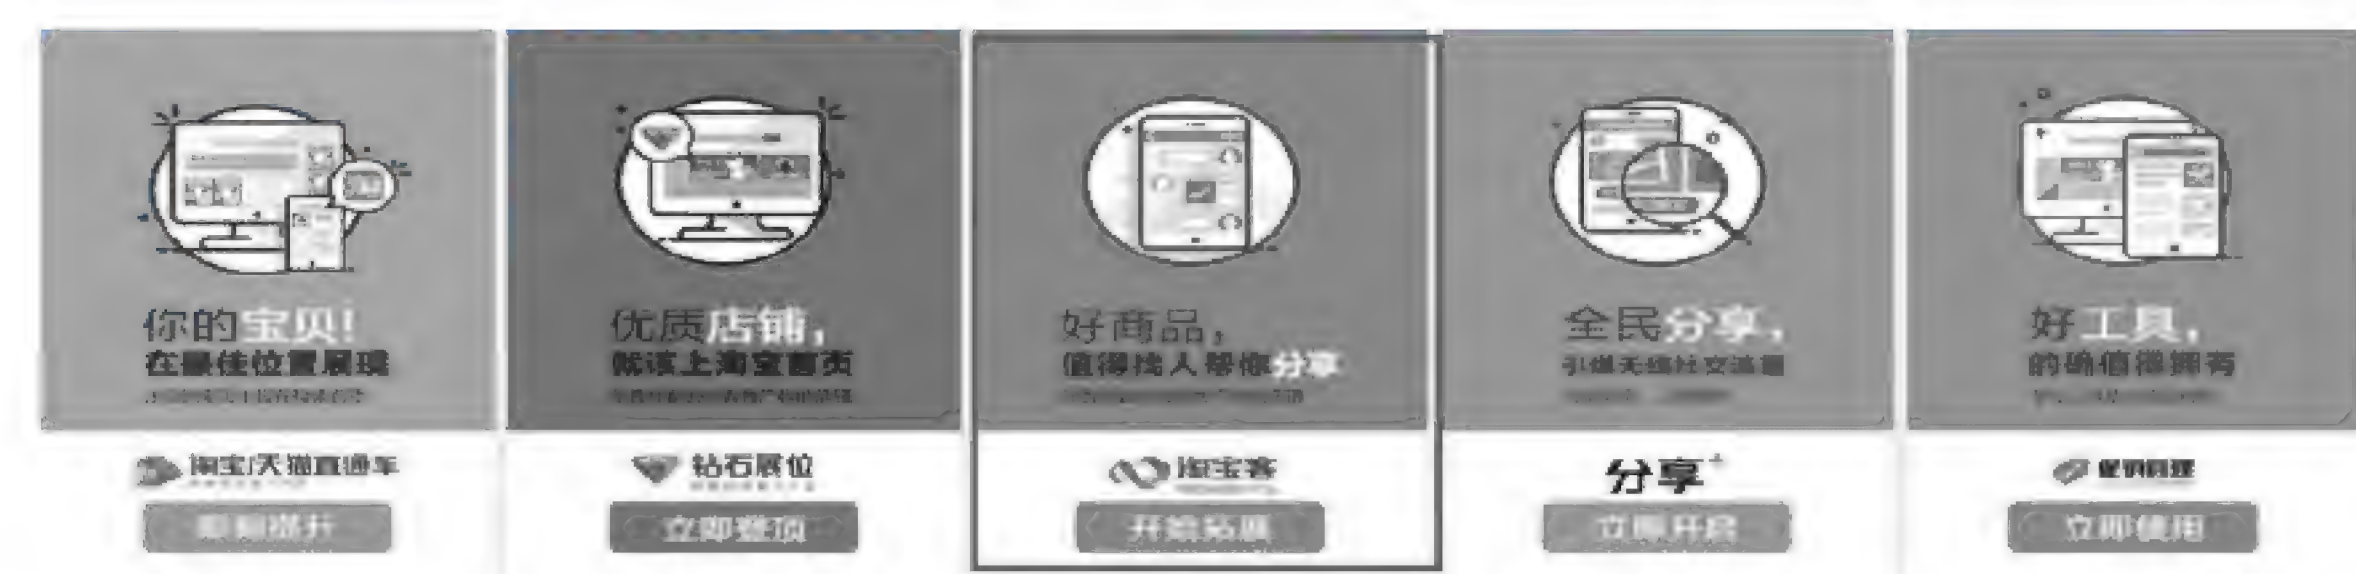 你的宝贝!
在最佳位置展现
淘宝/天猫直通车
优质店铺,
就该上淘宝首页
钻石展位
立即登顶
好商品,
值得找人帮你分享
淘宝客
开始拓展
全民分享,
引爆无线社交流量
分享+
立即开启
好工具,
的确值得拥有
促销管理
立即使用